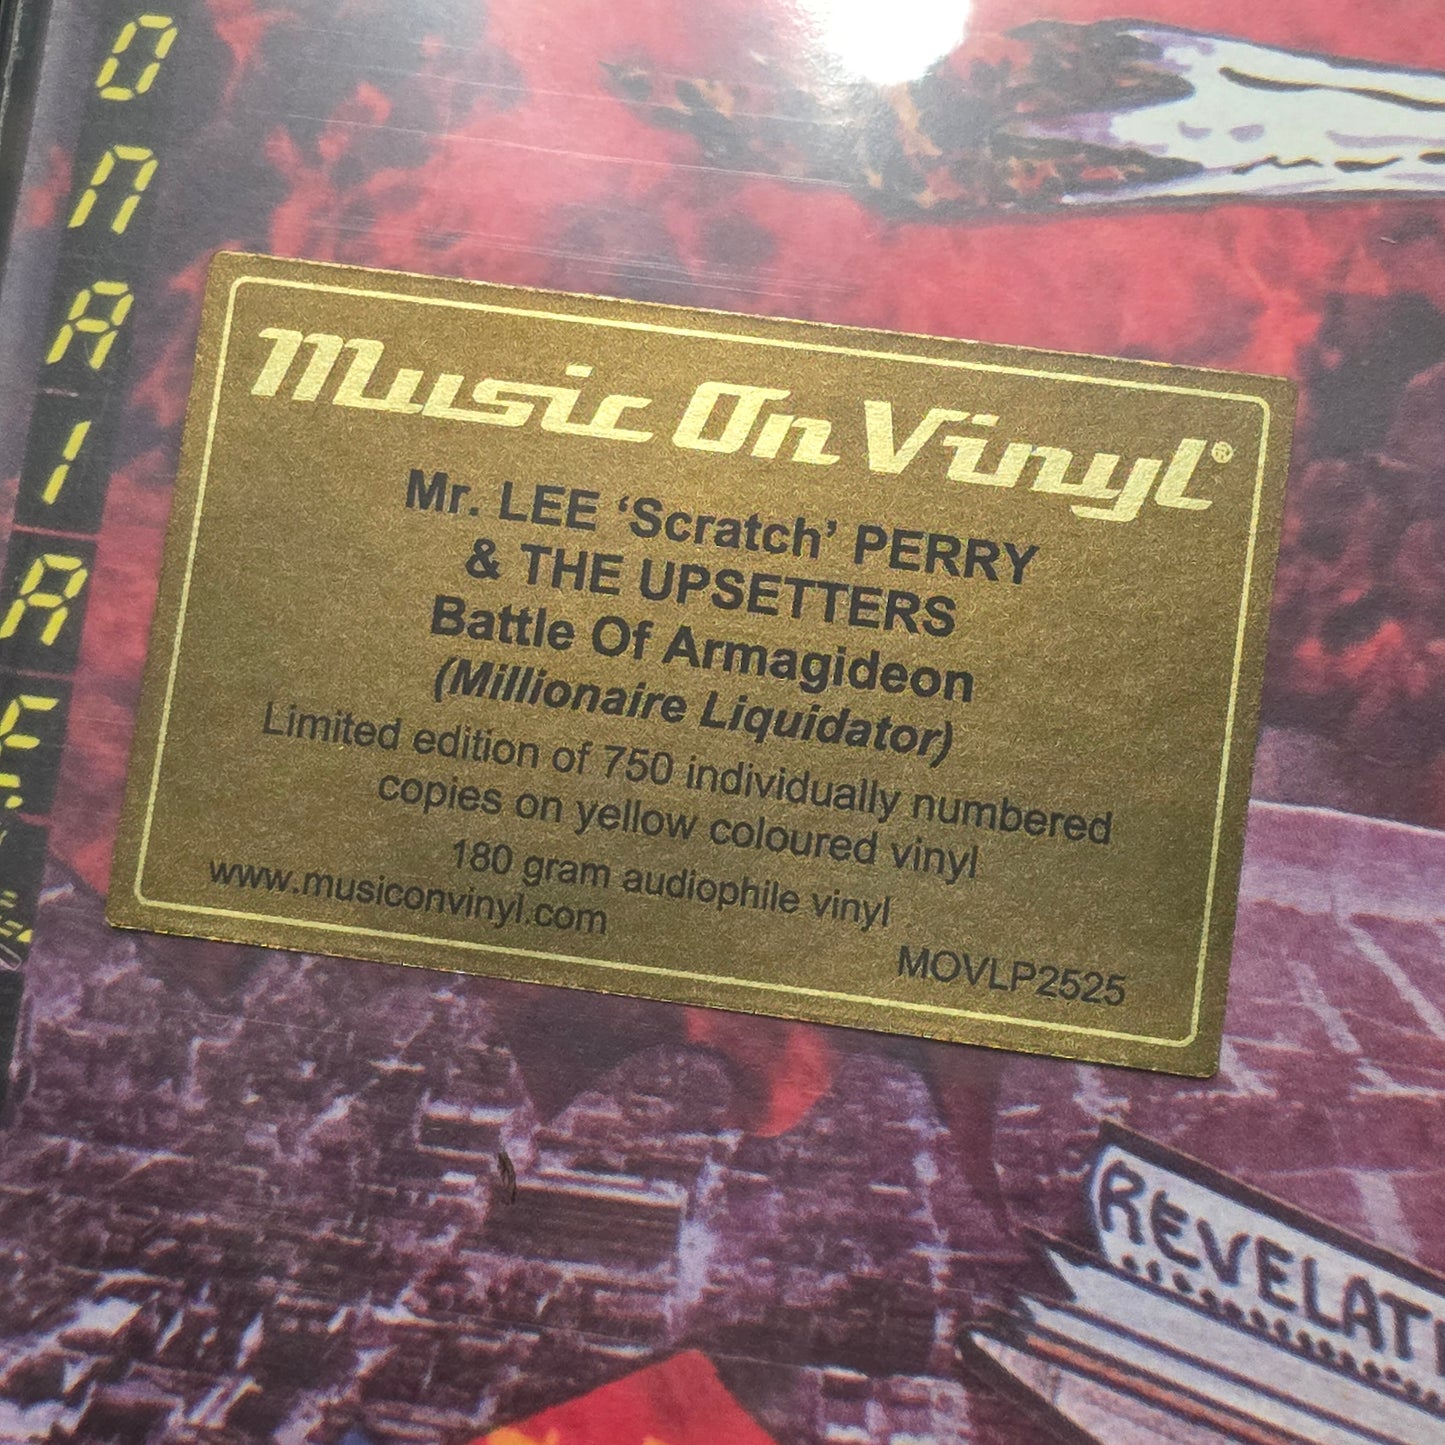 O
N
A
I
R
E
Music On Vinyl®
Mr. LEE ‘Scratch’ PERRY
& THE UPSETTERS
Battle Of Armagideon
(Millionaire Liquidator)
Limited edition of 750 individually numbered
copies on yellow coloured vinyl
180 gram audiophile vinyl
www.musiconvinyl.com
MOVLP2525
REVELATI